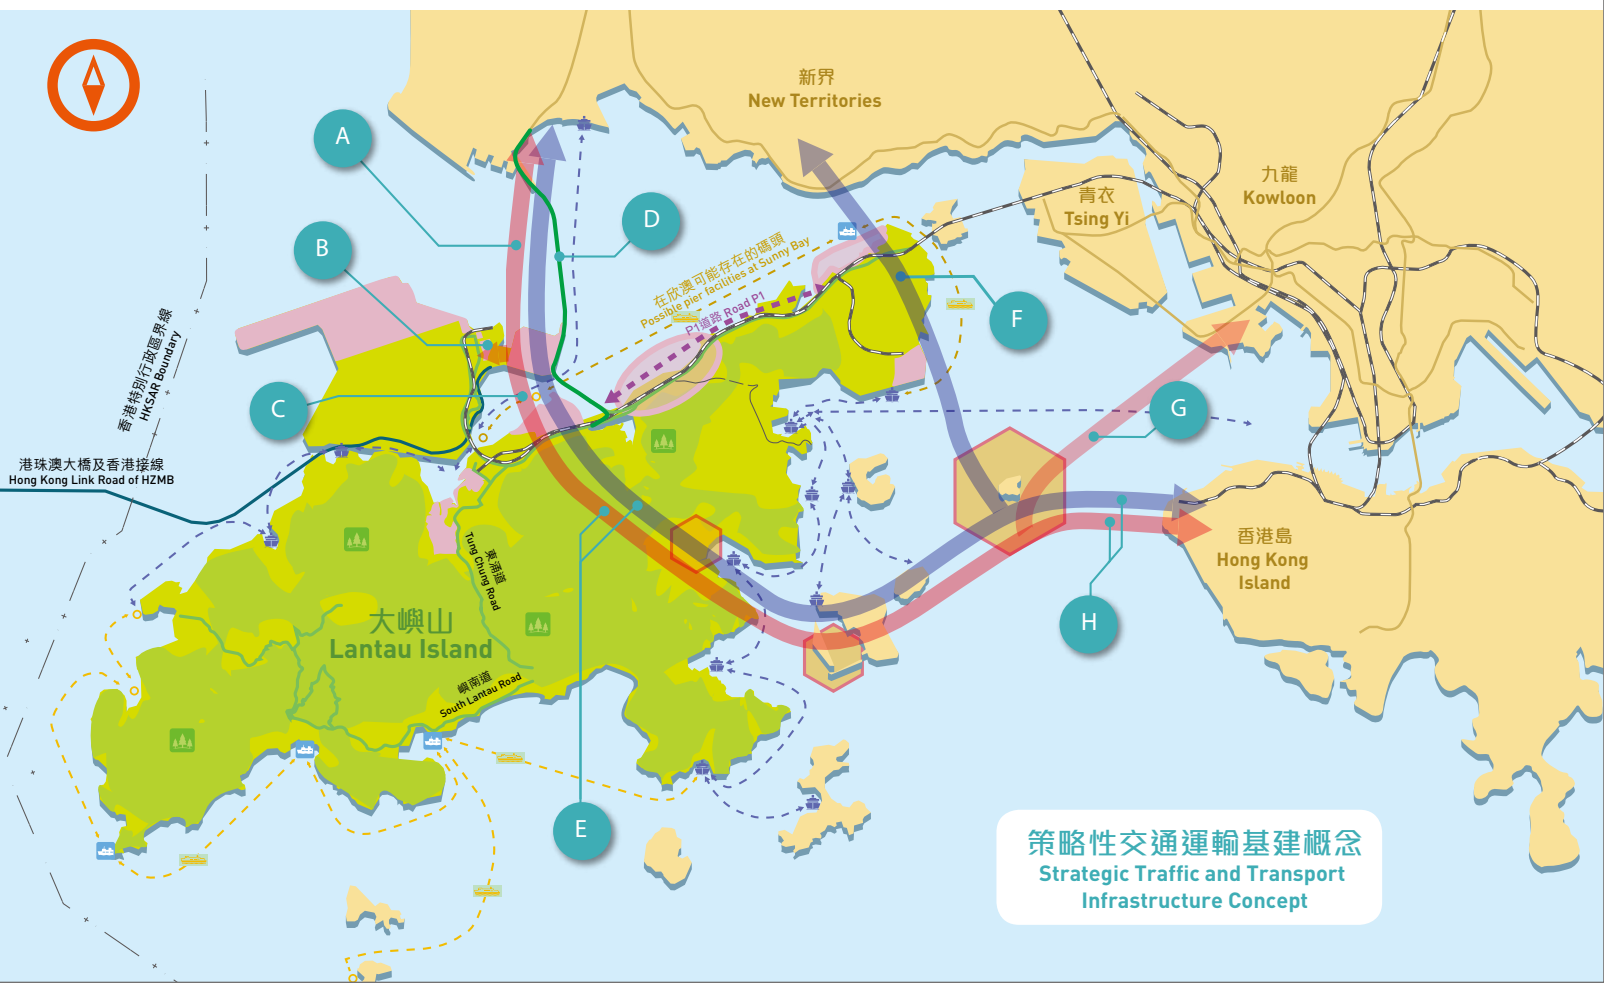 新界
New Territories
A
九龍
Kowloon
青衣
Tsing Yi
D
B
在欣澳可能存在的碼頭
Possible pier facilities at Sunny Bay
P1道路 Road P1
F
香港特別行政區界線
HKSAR Boundary
C
G
港珠澳大橋及香港接線
Hong Kong Link Road of HZMB
香港島
Hong Kong
Island
東涌道
Tung Chung Road
大嶼山
Lantau Island
H
嶼南道
South Lantau Road
E
策略性交通運輸基建概念
Strategic Traffic and Transport
Infrastructure Concept